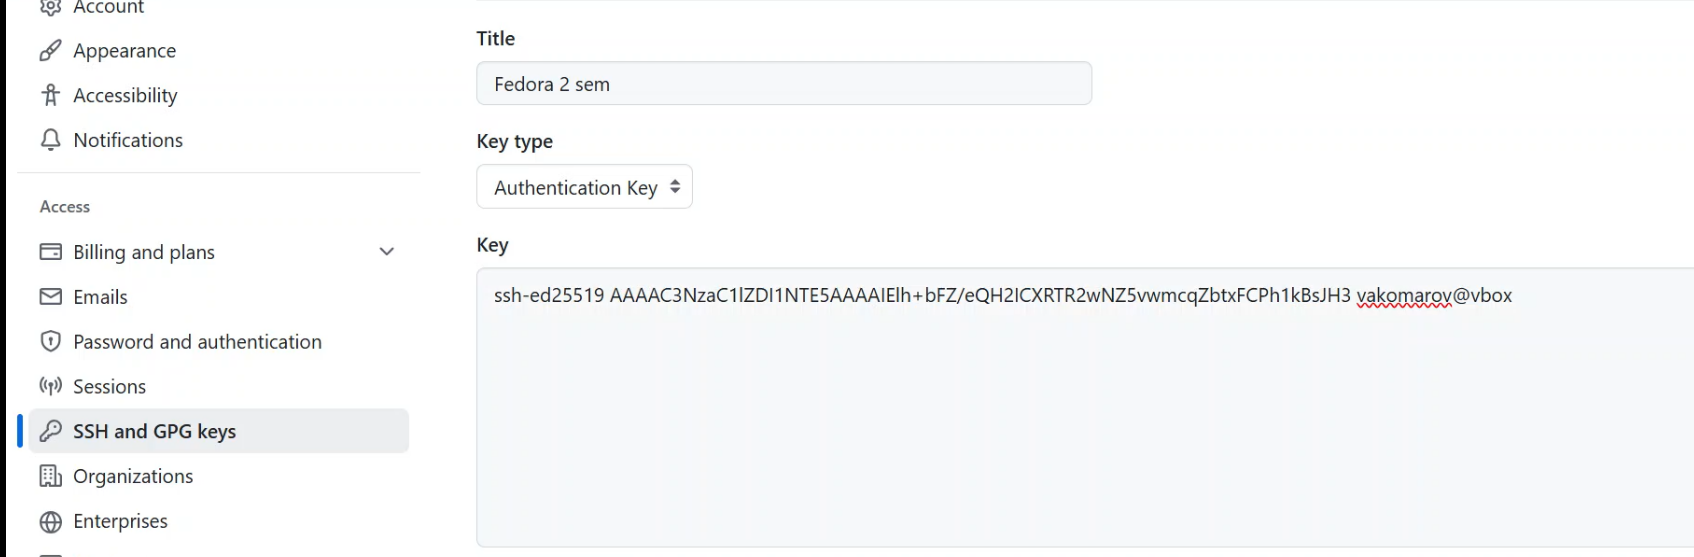 Account
Appearance
Accessibility
Notifications
Access
Billing and plans
Emails
Password and authentication
Sessions
SSH and GPG keys
Organizations
Enterprises
Title
Fedora 2 sem
Key type
Authentication Key
Key
ssh-ed25519 AAAAC3NzaC1lZDI1NTE5AAAAIElh+bFZ/eQH2ICXRTR2wNZ5vwmcqZbtxFCPh1kBsJH3 yakomarov@vbox